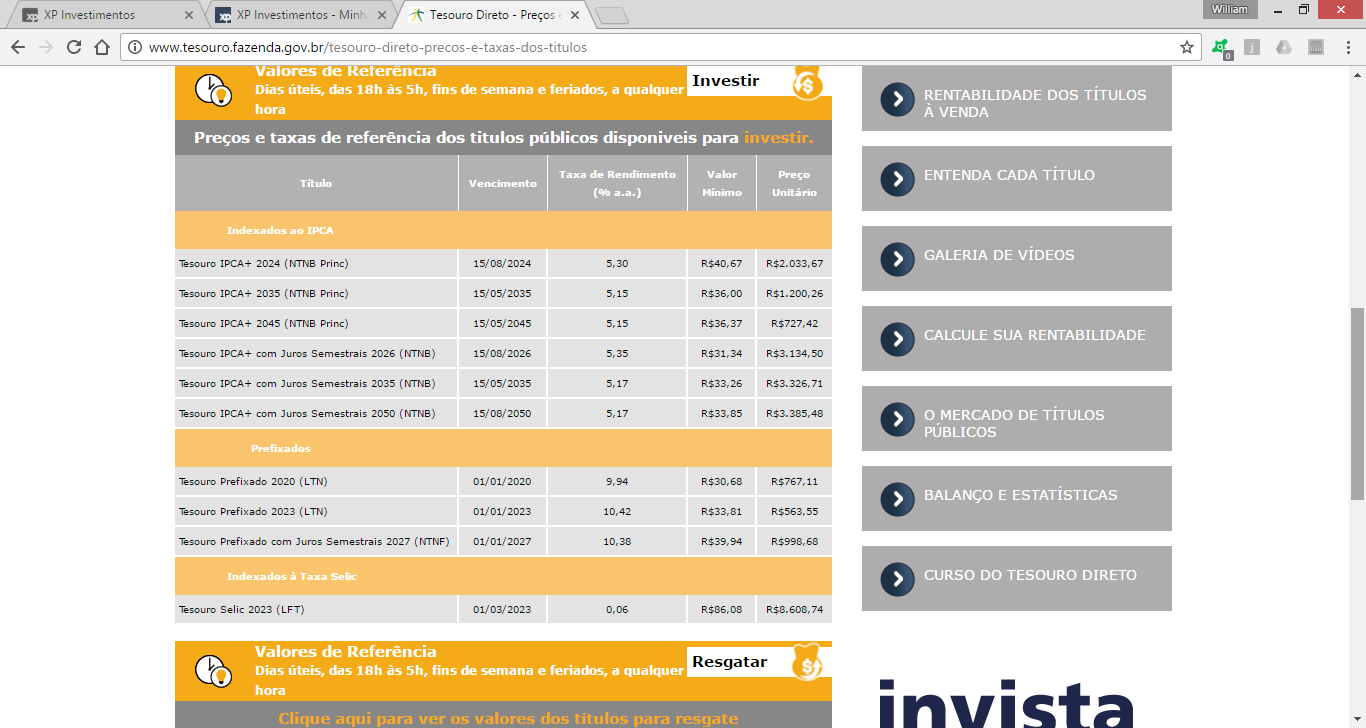 XP Investimentos
XP Investimentos - Minha
Tesouro Direto - Preços e
William
www.tesouro.fazenda.gov.br/tesouro-direto-precos-e-taxas-dos-titulos
0
j
Valores de Referência
Dias úteis, das 18h às 5h, fins de semana e feriados, a qualquer
hora
Investir
Preços e taxas de referência dos titulos públicos disponiveis para investir.
Título Vencimento Taxa de Rendimento (% a.a.) Valor Mínimo Preço Unitário
Indexados ao IPCA
Tesouro IPCA+ 2024 (NTNB Princ) 15/08/2024 5,30 R$40,67 R$2.033,67
Tesouro IPCA+ 2035 (NTNB Princ) 15/05/2035 5,15 R$36,00 R$1.200,26
Tesouro IPCA+ 2045 (NTNB Princ) 15/05/2045 5,15 R$36,37 R$727,42
Tesouro IPCA+ com Juros Semestrais 2026 (NTNB) 15/08/2026 5,35 R$31,34 R$3.134,50
Tesouro IPCA+ com Juros Semestrais 2035 (NTNB) 15/05/2035 5,17 R$33,26 R$3.326,71
Tesouro IPCA+ com Juros Semestrais 2050 (NTNB) 15/08/2050 5,17 R$33,85 R$3.385,48
Prefixados
Tesouro Prefixado 2020 (LTN) 01/01/2020 9,94 R$30,68 R$767,11
Tesouro Prefixado 2023 (LTN) 01/01/2023 10,42 R$33,81 R$563,55
Tesouro Prefixado com Juros Semestrais 2027 (NTNF) 01/01/2027 10,38 R$39,94 R$998,68
Indexados à Taxa Selic
Tesouro Selic 2023 (LFT) 01/03/2023 0,06 R$86,08 R$8.608,74
Valores de Referência
Dias úteis, das 18h às 5h, fins de semana e feriados, a qualquer
hora
Resgatar
Clique aqui para ver os valores dos títulos para resgate
RENTABILIDADE DOS TÍTULOS
À VENDA
ENTENDA CADA TÍTULO
GALERIA DE VÍDEOS
CALCULE SUA RENTABILIDADE
O MERCADO DE TÍTULOS
PÚBLICOS
BALANÇO E ESTATÍSTICAS
CURSO DO TESOURO DIRETO
invista